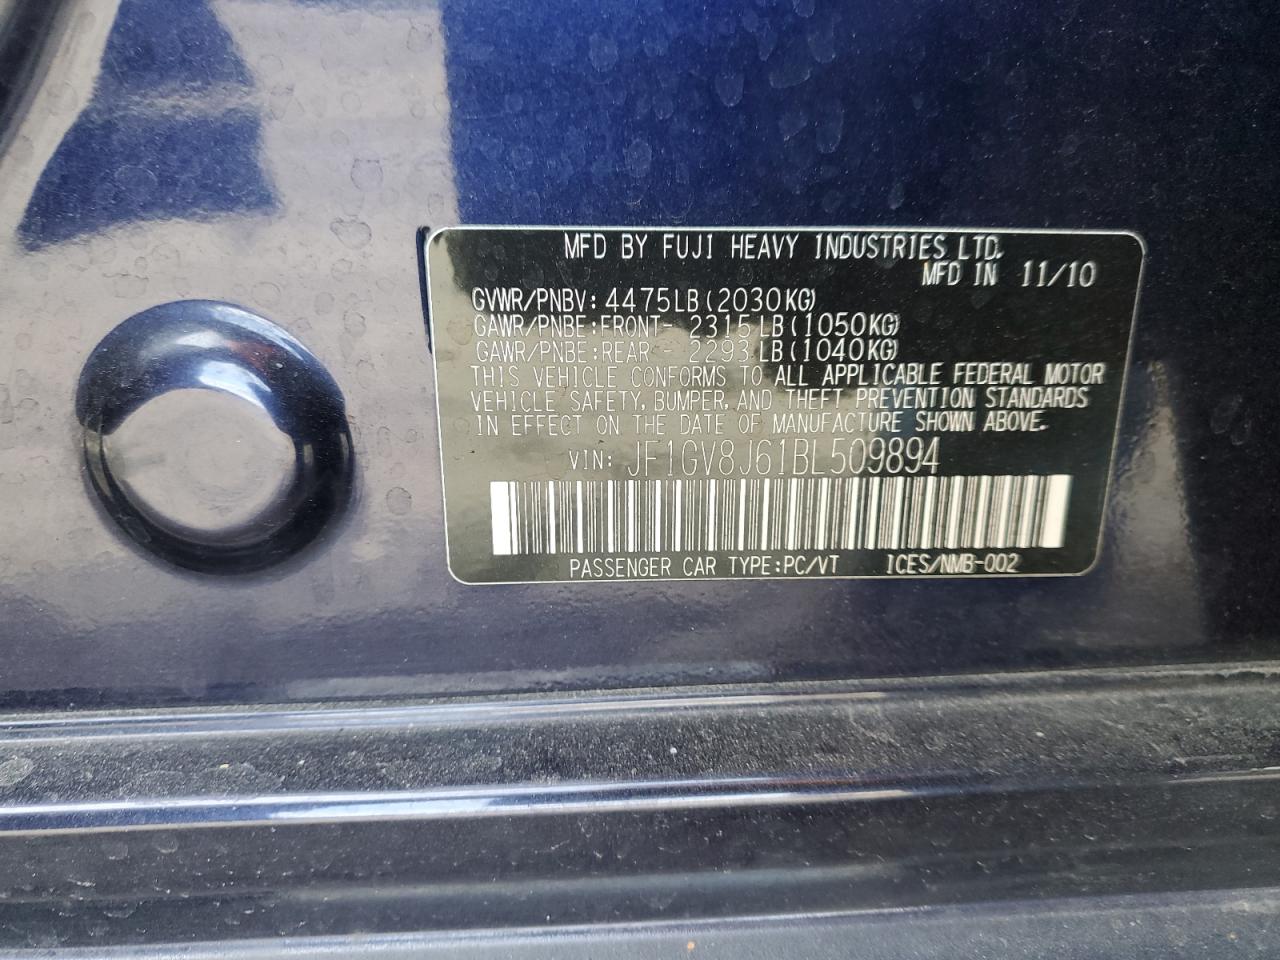 MFD BY FUJI HEAVY INDUSTRIES LTD.
MFD IN 11/10
GVWR/PNBV: 4475LB(2030KG)
GAWR/PNBE:FRONT- 2315LB(1050KG)
GAWR/PNBE:REAR - 2293LB(1040KG)
THIS VEHICLE CONFORMS TO ALL APPLICABLE FEDERAL MOTOR
VEHICLE SAFETY, BUMPER, AND THEFT PREVENTION STANDARDS
IN EFFECT ON THE DATE OF MANUFACTURE SHOWN ABOVE.
VIN: JF1GV8J61BL509894
PASSENGER CAR TYPE:PC/VT ICES/NMB-002